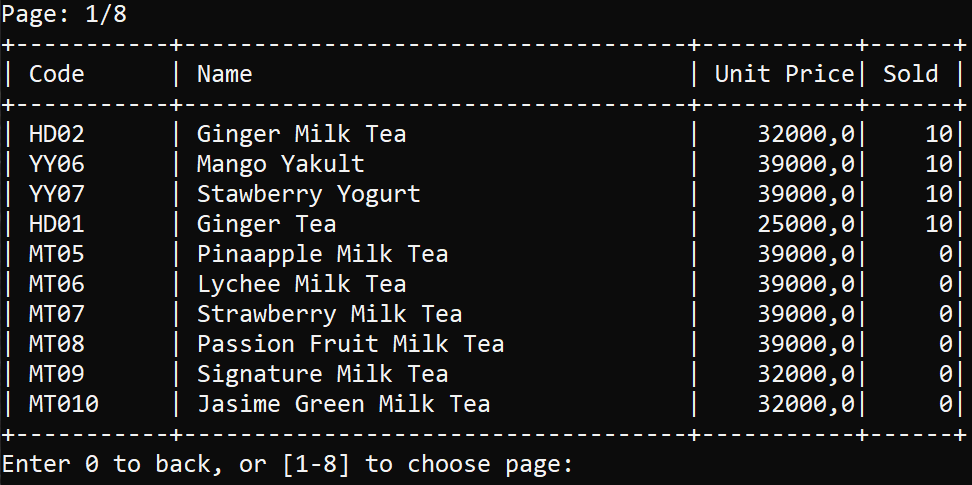 Page: 1/8
+-----------+------------------------------------+-----------+------+
| Code      | Name                               | Unit Price| Sold |
+-----------+------------------------------------+-----------+------+
| HD02      | Ginger Milk Tea                    |    32000,0|    10|
| YY06      | Mango Yakult                       |    39000,0|    10|
| YY07      | Stawberry Yogurt                   |    39000,0|    10|
| HD01      | Ginger Tea                         |    25000,0|    10|
| MT05      | Pinaapple Milk Tea                 |    39000,0|     0|
| MT06      | Lychee Milk Tea                    |    39000,0|     0|
| MT07      | Strawberry Milk Tea                |    39000,0|     0|
| MT08      | Passion Fruit Milk Tea             |    39000,0|     0|
| MT09      | Signature Milk Tea                 |    32000,0|     0|
| MT010     | Jasime Green Milk Tea              |    32000,0|     0|
+-----------+------------------------------------+-----------+------+
Enter 0 to back, or [1-8] to choose page: